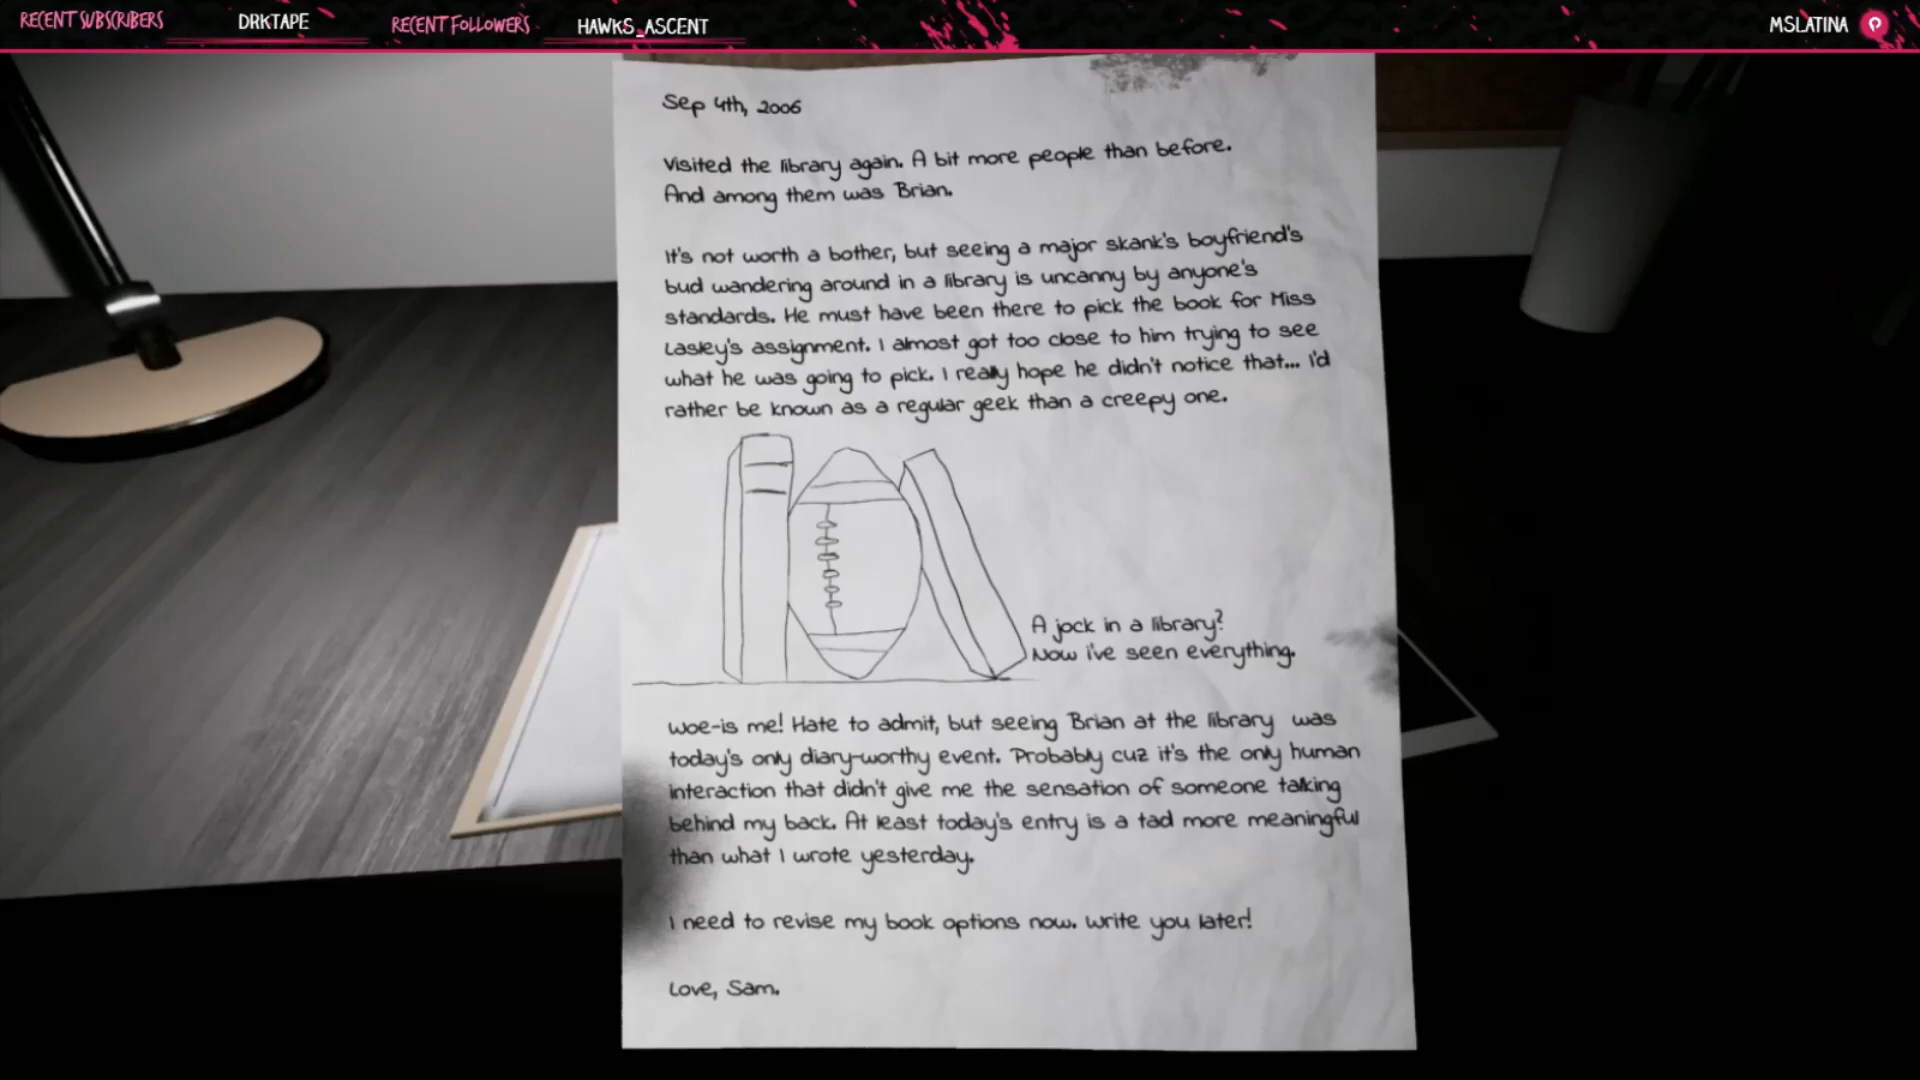 RECENT SUBSCRIBERS
DRKTAPE
RECENT FOLLOWERS
HAWKS_ASCENT
MSLATINA
Sep 4th, 2006
Visited the library again. A bit more people than before.
And among them was Brian.
It's not worth a bother, but seeing a major skank's boyfriend's
bud wandering around in a library is uncanny by anyone's
standards. He must have been there to pick the book for Miss
Lasley's assignment. I almost got too close to him trying to see
what he was going to pick. I really hope he didn't notice that... I'd
rather be known as a regular geek than a creepy one.
A jock in a library?
Now i've seen everything.
Woe-is me! Hate to admit, but seeing Brian at the library was
today's only diary-worthy event. Probably cuz it's the only human
interaction that didn't give me the sensation of someone talking
behind my back. At least today's entry is a tad more meaningful
than what I wrote yesterday.
I need to revise my book options now. Write you later!
Love, Sam.